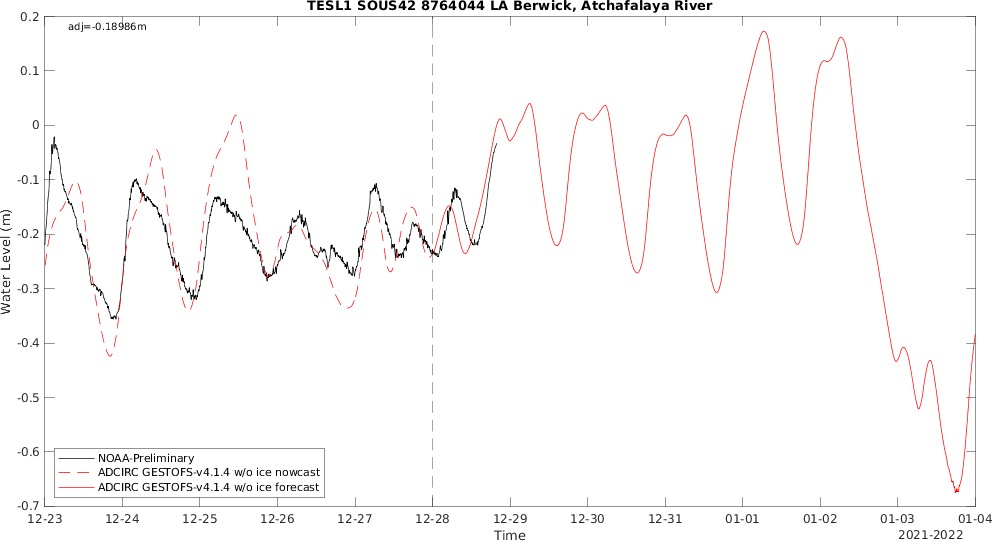 TESL1 SOUS42 8764044 LA Berwick, Atchafalaya River
adj=-0.18986m
0.2
0.1
0
-0.1
-0.2
-0.3
-0.4
-0.5
-0.6
-0.7
Water Level (m)
NOAA-Preliminary
ADCIRC GESTOFS-v4.1.4 w/o ice nowcast
ADCIRC GESTOFS-v4.1.4 w/o ice forecast
12-23 12-24 12-25 12-26 12-27 12-28 12-29 12-30 12-31 01-01 01-02 01-03 01-04
Time
2021-2022